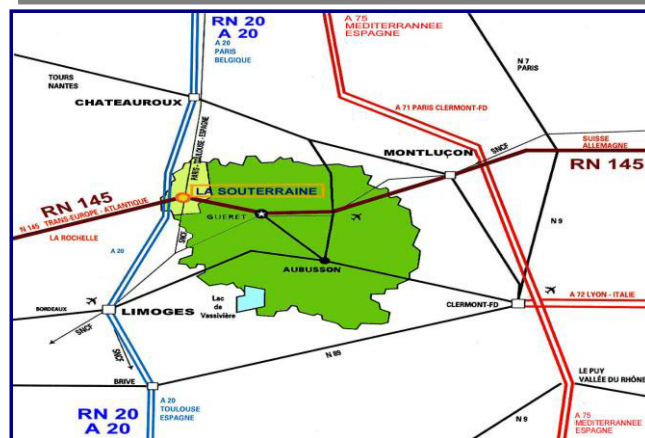 RN 20
A 20
A 20
PARIS
BELGIQUE
A 75
MEDITERRANNEE
ESPAGNE
N 7
PARIS
TOURS
NANTES
CHATEAUROUX
A 71 PARIS CLERMONT-FD
PARIS - TOULOUSE - ESPAGNE
MONTLUÇON
SNCF
SUISSE
ALLEMAGNE
RN 145
LA SOUTERRAINE
RN 145
N 145 TRANS-EUROPE - ATLANTIQUE
LA ROCHELLE
GUERET
N 9
SNCF
A 20
AUBUSSON
Lac
de
Vassivière
BORDEAUX
LIMOGES
CLERMONT-FD
A 72 LYON - ITALIE
SNCF
SNCF
N 89
BRIVE
LE PUY
VALLÉE DU RHÔNE
RN 20
A 20
A 20
TOULOUSE
ESPAGNE
N 9
A 75
MEDITERRANNEE
ESPAGNE